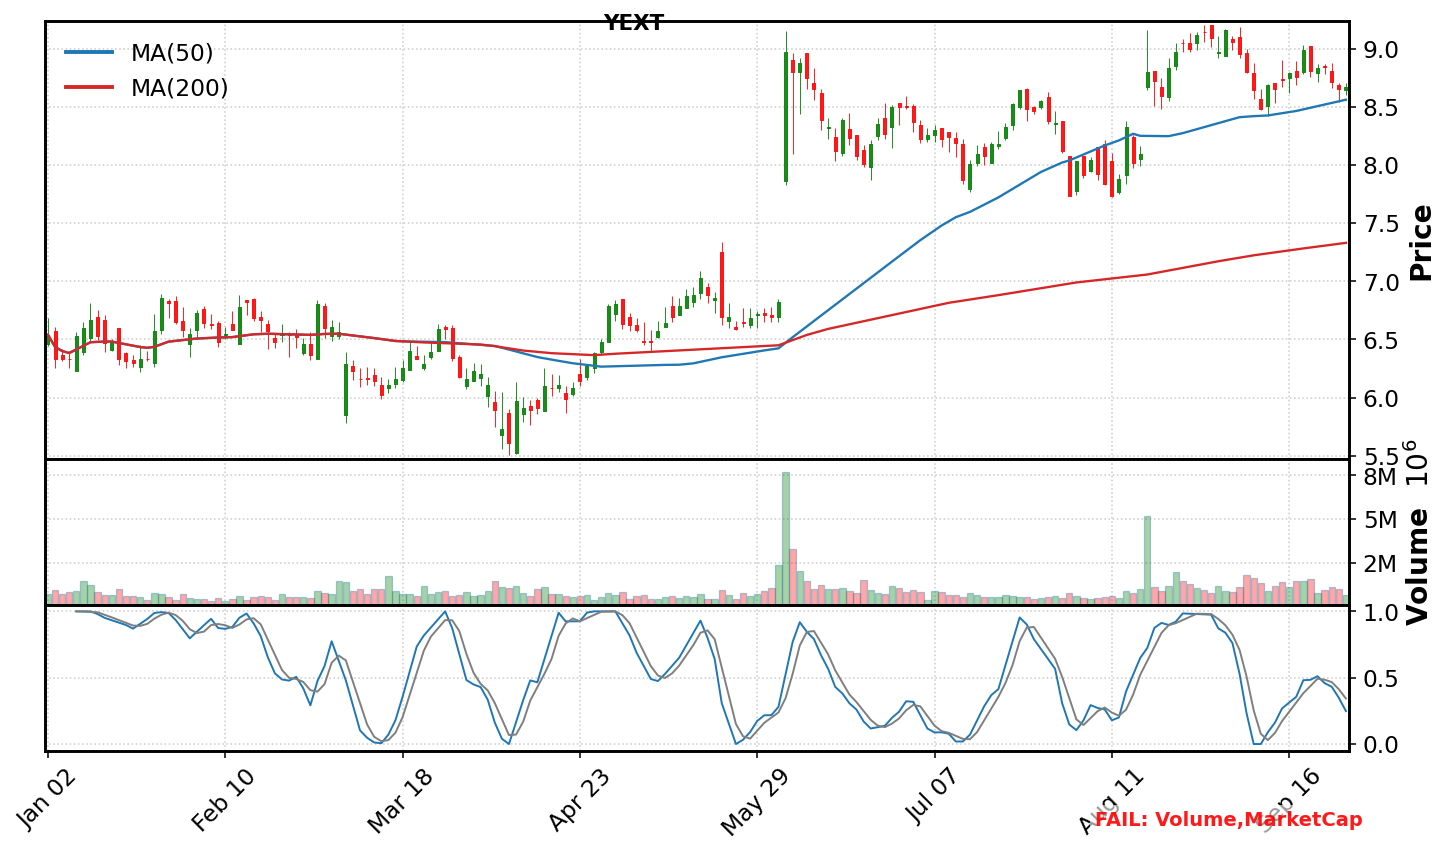 YEXT
MA(50)
MA(200)
9.0
8.5
8.0
7.5
7.0
6.5
6.0
5.5
Price
10^6
8M
5M
2M
Volume
1.0
0.5
0.0
Jan 02
Feb 10
Mar 18
Apr 23
May 29
Jul 07
Aug 11
Sep 16
FAIL: Volume,MarketCap